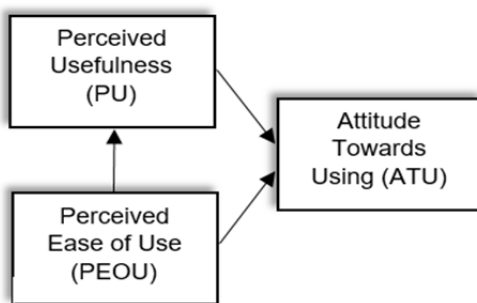 Perceived
Usefulness
(PU)
Attitude
Towards
Using (ATU)
Perceived
Ease of Use
(PEOU)